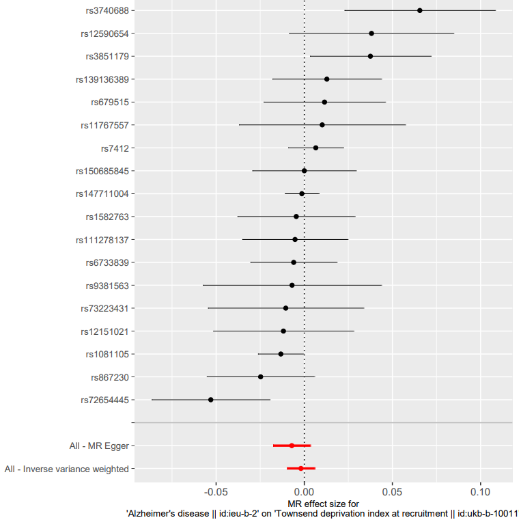 rs3740688
rs12590654
rs3851179
rs139136389
rs679515
rs11767557
rs7412
rs150685845
rs147711004
rs1582763
rs111278137
rs6733839
rs9381563
rs73223431
rs12151021
rs1081105
rs867230
rs72654445
All - MR Egger
All - Inverse variance weighted
-0.05 0.00 0.05 0.10
MR effect size for
'Alzheimer's disease || id:ieu-b-2' on 'Townsend deprivation index at recruitment || id:ukb-b-10011